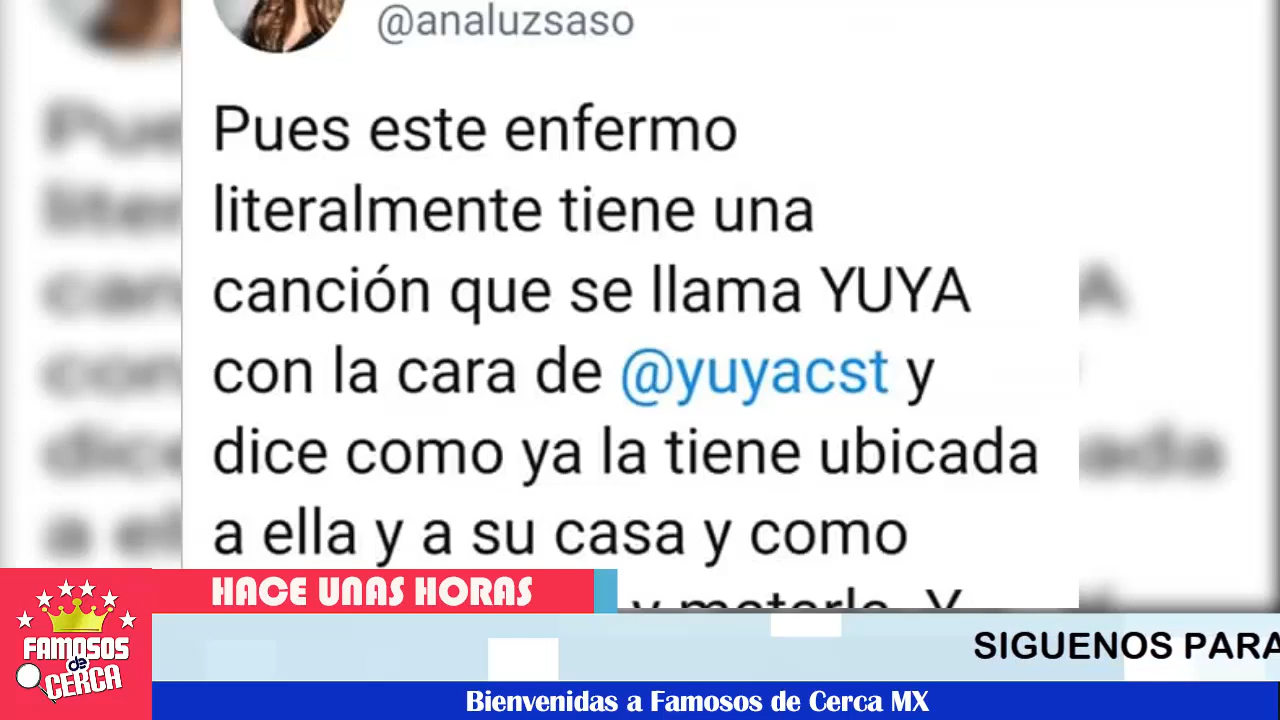 @analuzsaso
Pues este enfermo
literalmente tiene una
canción que se llama YUYA
con la cara de @yuyacst y
dice como ya la tiene ubicada
a ella y a su casa y como
y meterle Y
HACE UNAS HORAS
FAMOSOS
de
CERCA
SIGUENOS PARA
Bienvenidas a Famosos de Cerca MX